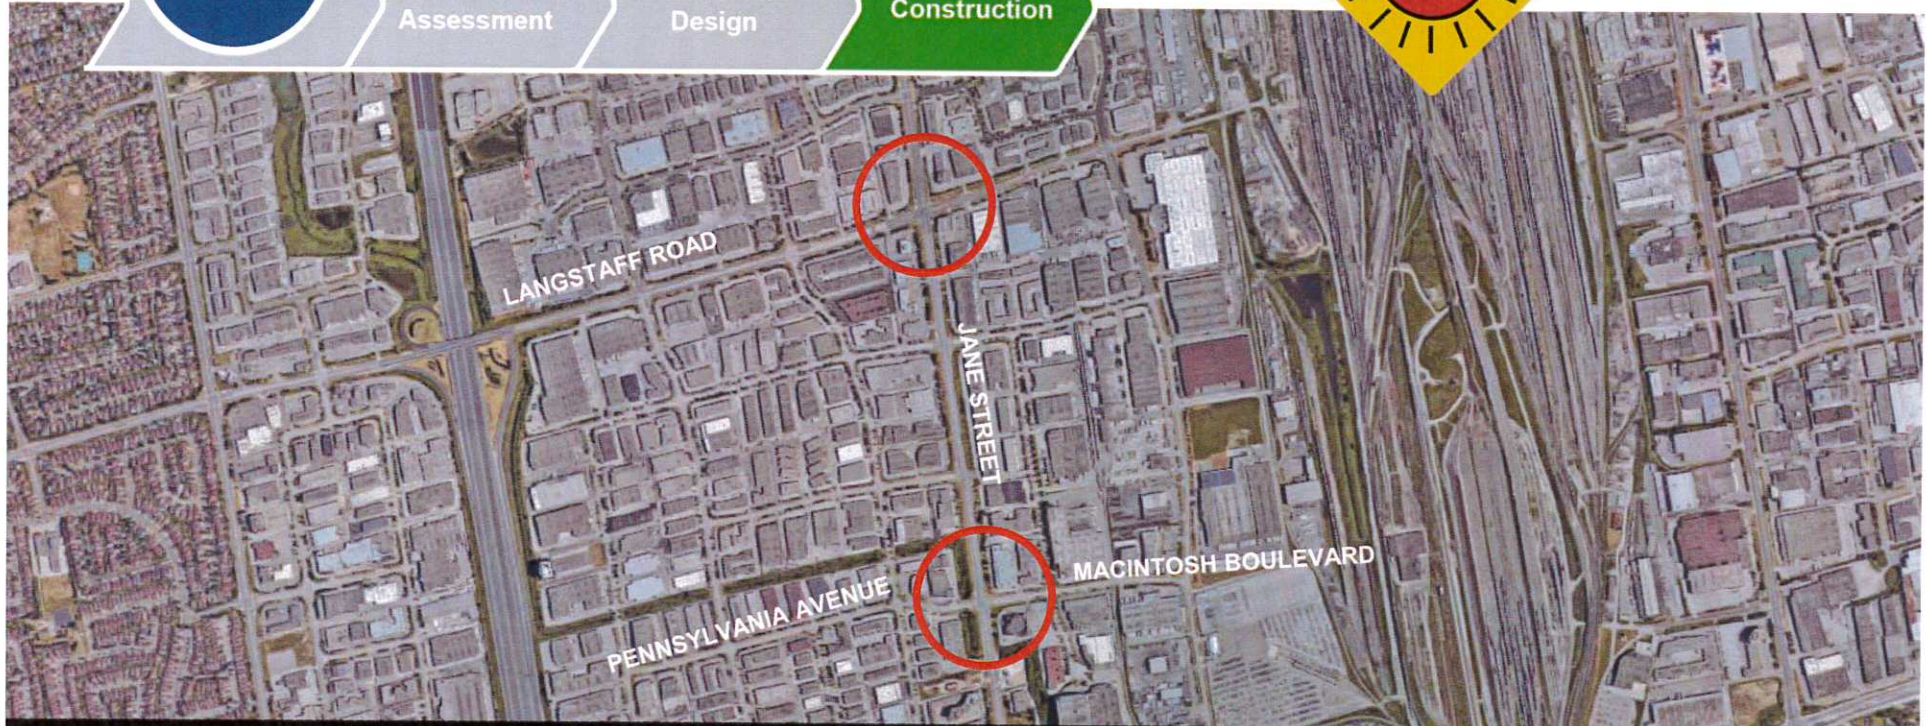 Assessment
Design
Construction
LANGSTAFF ROAD
JANE STREET
MACINTOSH BOULEVARD
PENNSYLVANIA AVENUE